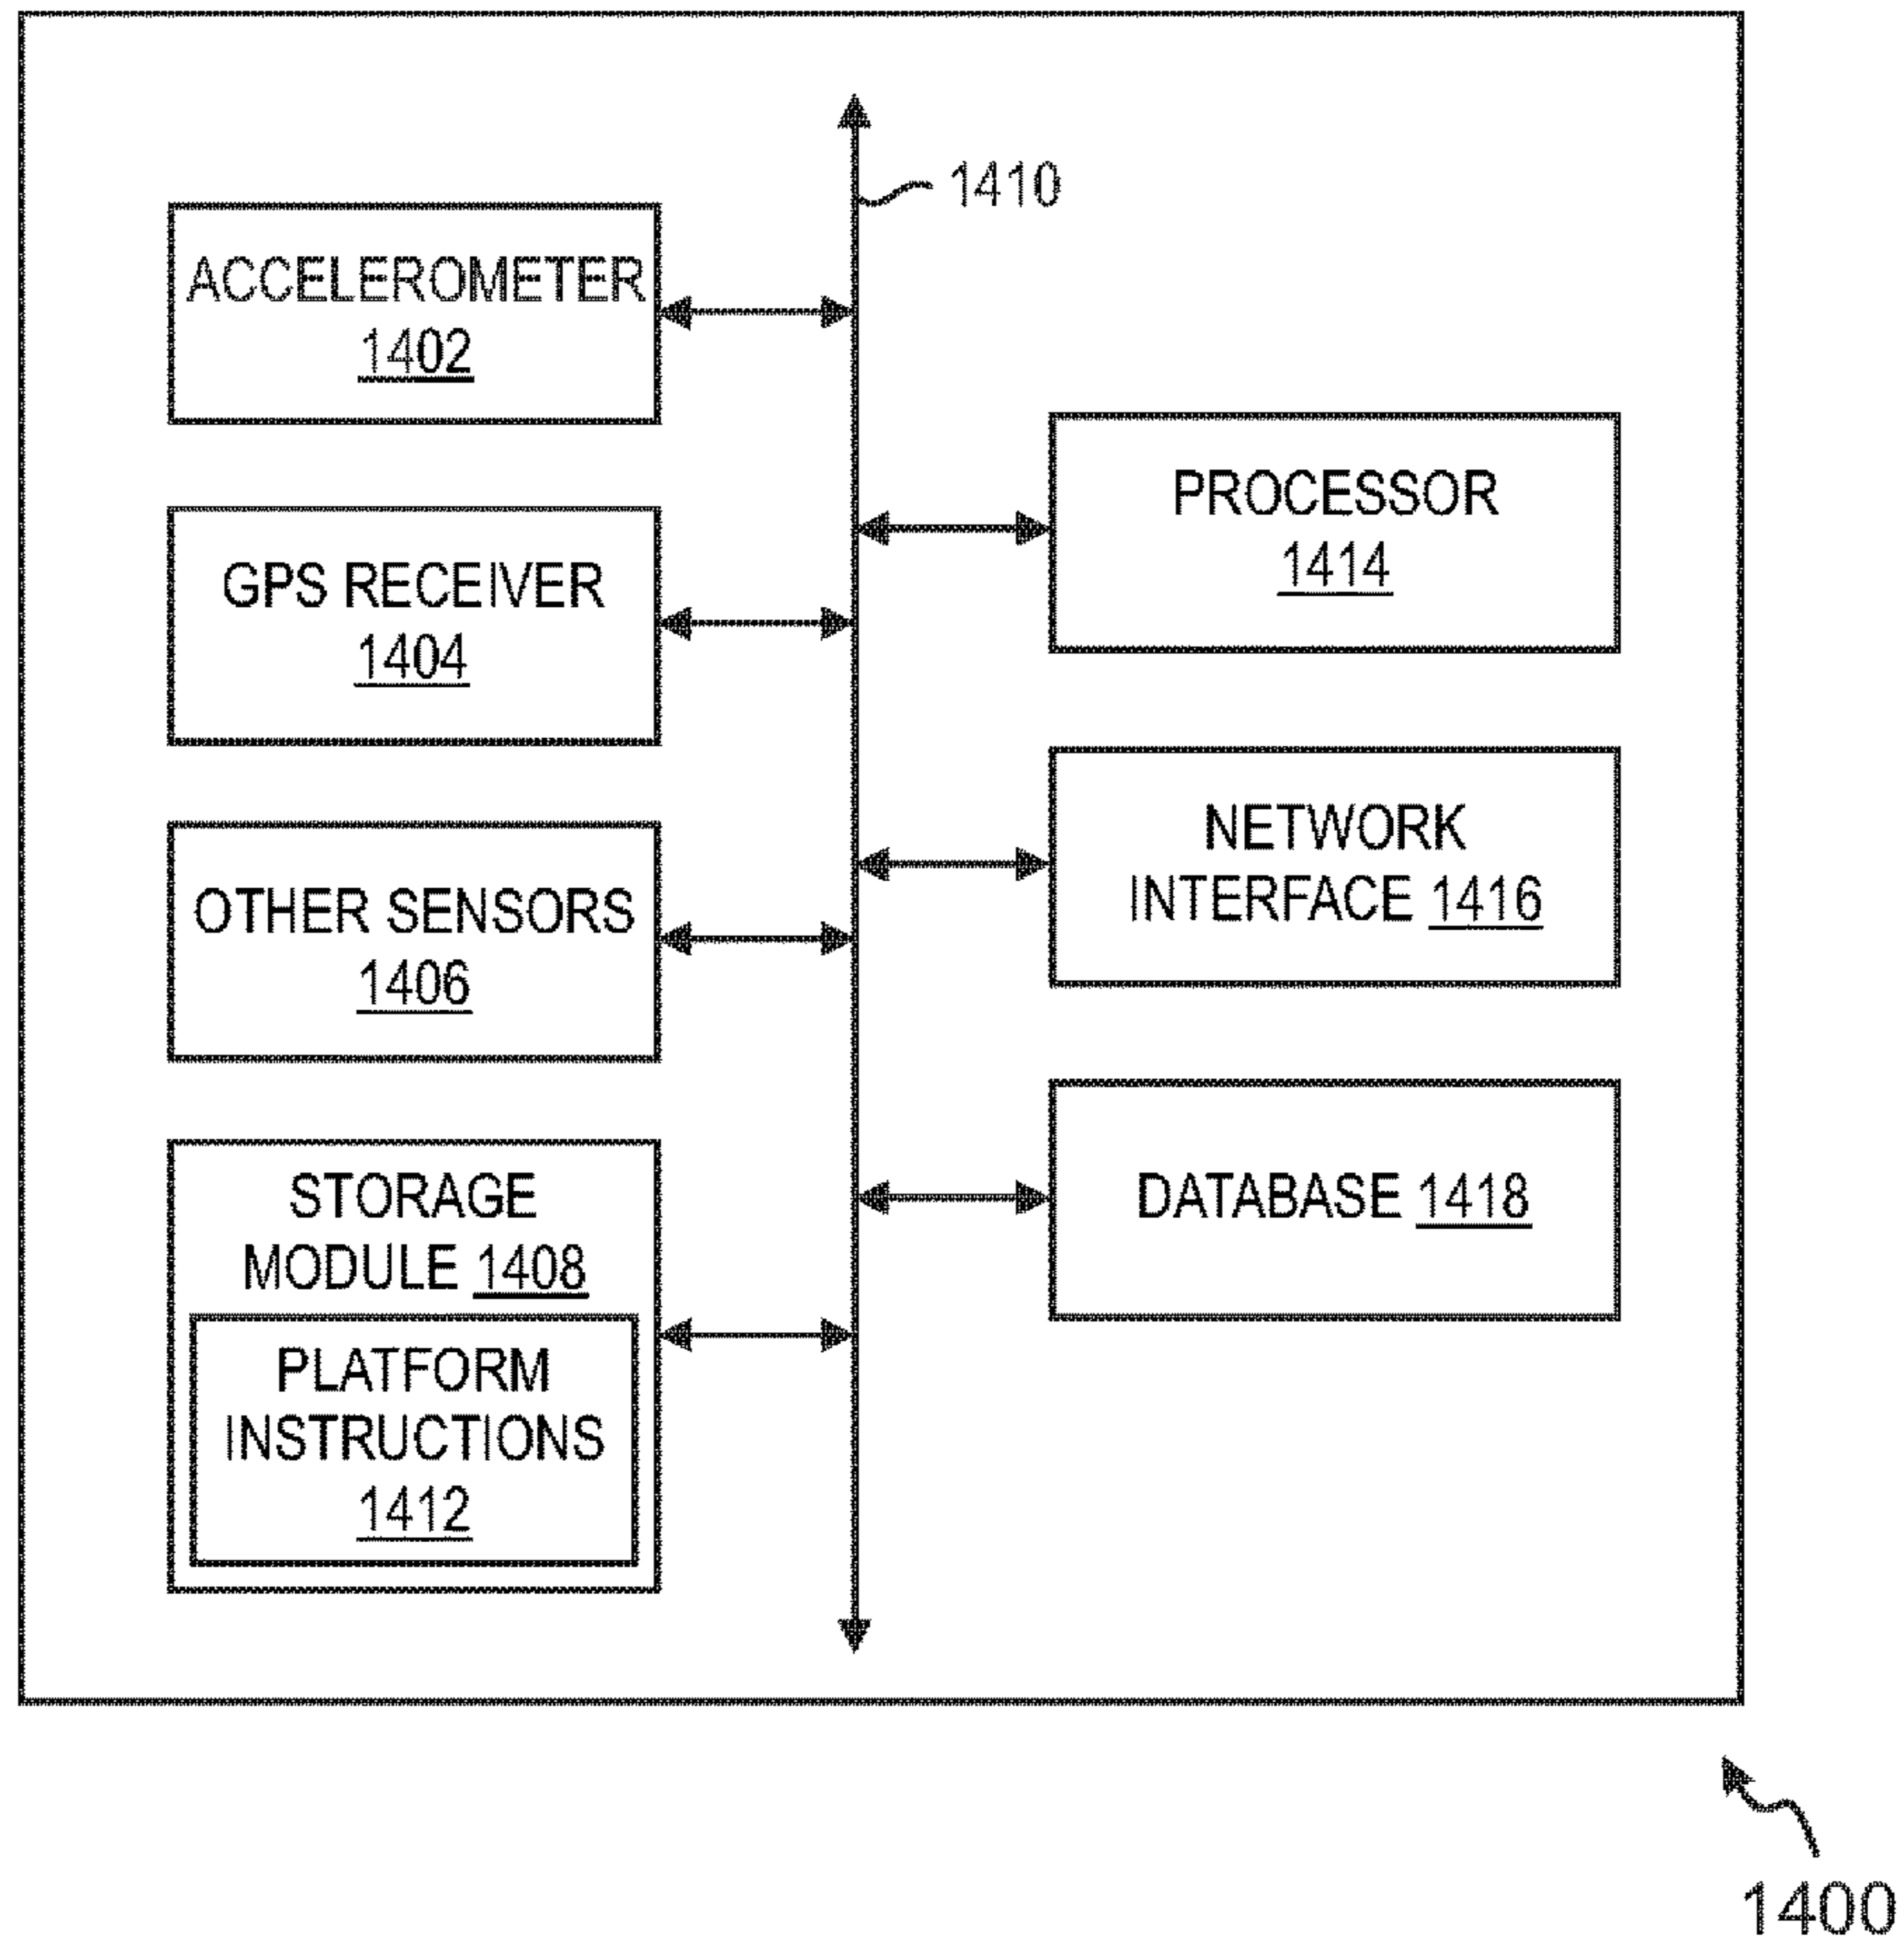 1410
ACCELEROMETER
1402
GPS RECEIVER
1404
OTHER SENSORS
1406
STORAGE
MODULE 1408
PLATFORM
INSTRUCTIONS
1412
PROCESSOR
1414
NETWORK
INTERFACE 1416
DATABASE 1418
1400